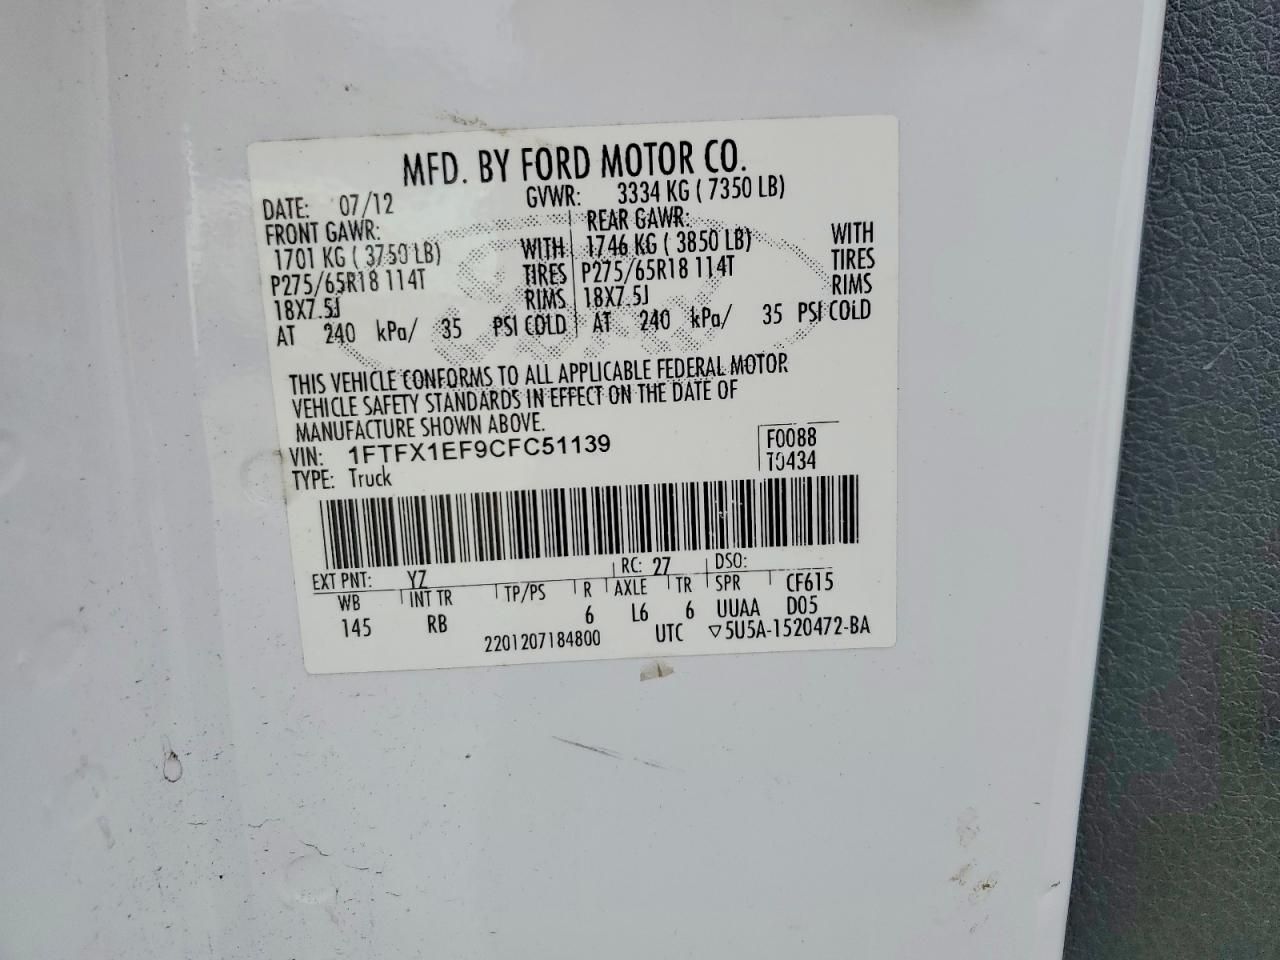 MFD. BY FORD MOTOR CO.
DATE: 07/12 GVWR: 3334 KG ( 7350 LB)
FRONT GAWR: REAR GAWR:
1701 KG ( 3750 LB) WITH 1746 KG ( 3850 LB) WITH
P275/65R18 114T TIRES P275/65R18 114T TIRES
18X7.5J RIMS 18X7.5J RIMS
AT 240 kPa/ 35 PSI COLD AT 240 kPa/ 35 PSI COLD
THIS VEHICLE CONFORMS TO ALL APPLICABLE FEDERAL MOTOR
VEHICLE SAFETY STANDARDS IN EFFECT ON THE DATE OF
MANUFACTURE SHOWN ABOVE.
VIN: 1FTFX1EF9CFC51139 F0088
TYPE: Truck T0434
EXT PNT: YZ RC: 27 DSO:
WB INT TR TP/PS R AXLE TR SPR CF615
145 RB 6 L6 6 UUAA D05
2201207184800 UTC ▽5U5A-1520472-BA